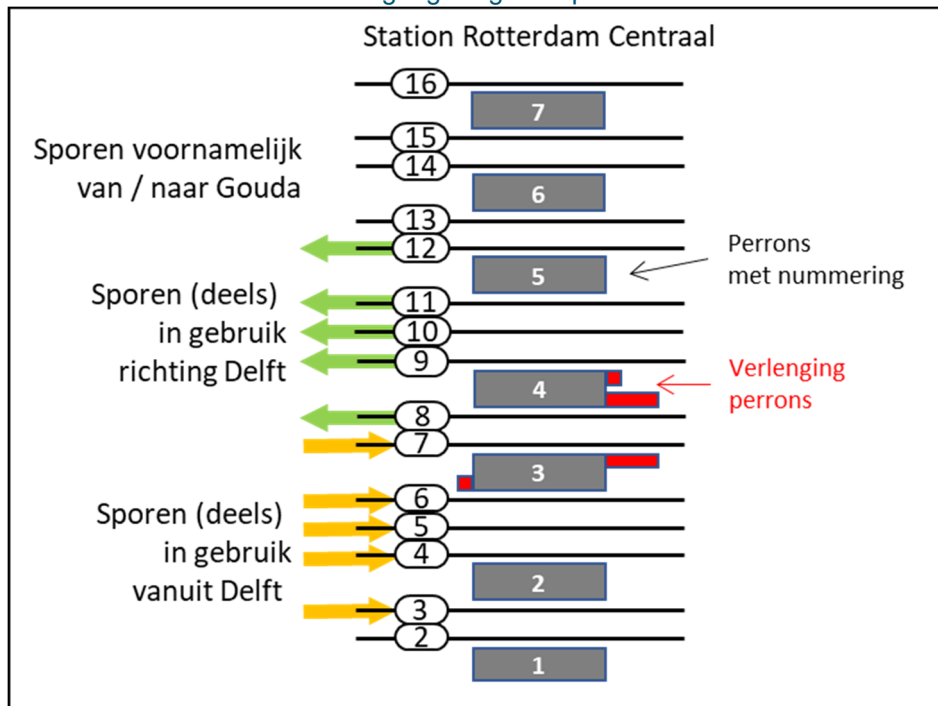 Station Rotterdam Centraal
16
7
15
Sporen voornamelijk
van / naar Gouda
14
6
13
12
Perrons
met nummering
5
Sporen (deels)
in gebruik
richting Delft
11
10
9
Verlenging
perrons
4
8
7
3
6
Sporen (deels)
in gebruik
vanuit Delft
5
4
2
3
2
1